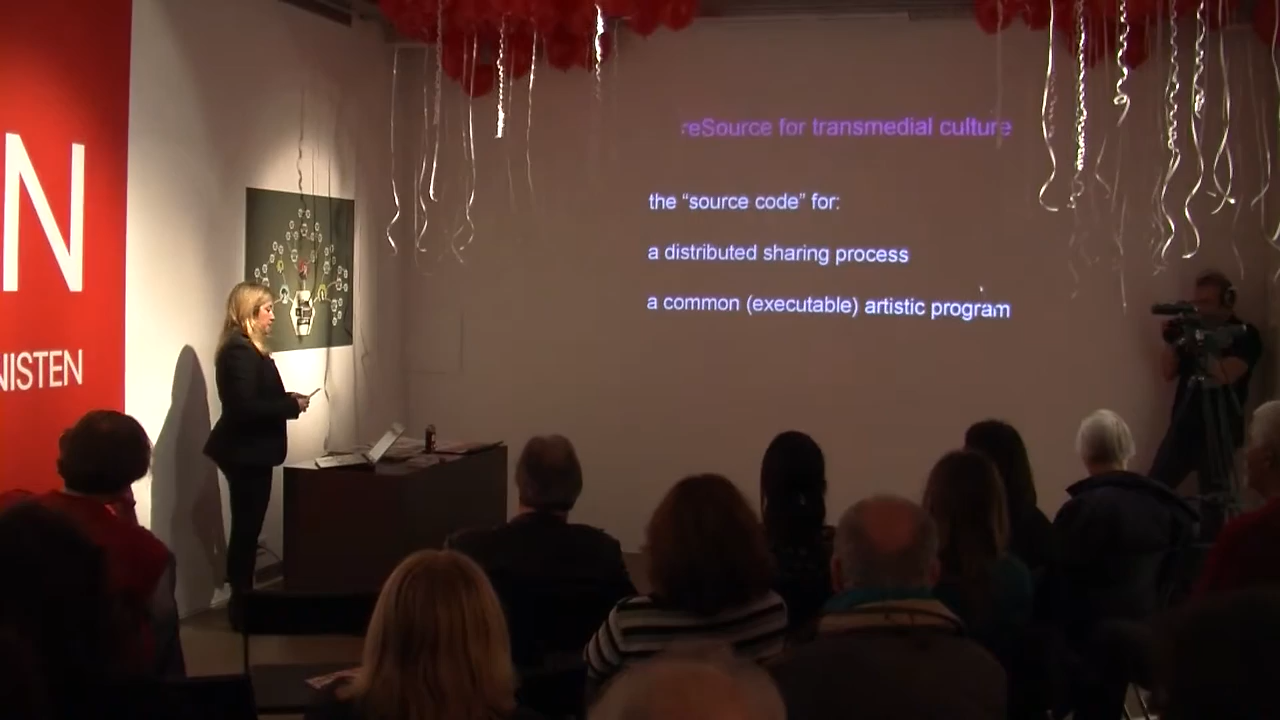 N
NISTEN
reSource for transmedial culture
the “source code” for:
a distributed sharing process
a common (executable) artistic program